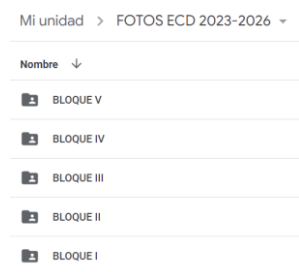 Mi unidad > FOTOS ECD 2023-2026
Nombre ↓
BLOQUE V
BLOQUE IV
BLOQUE III
BLOQUE II
BLOQUE I